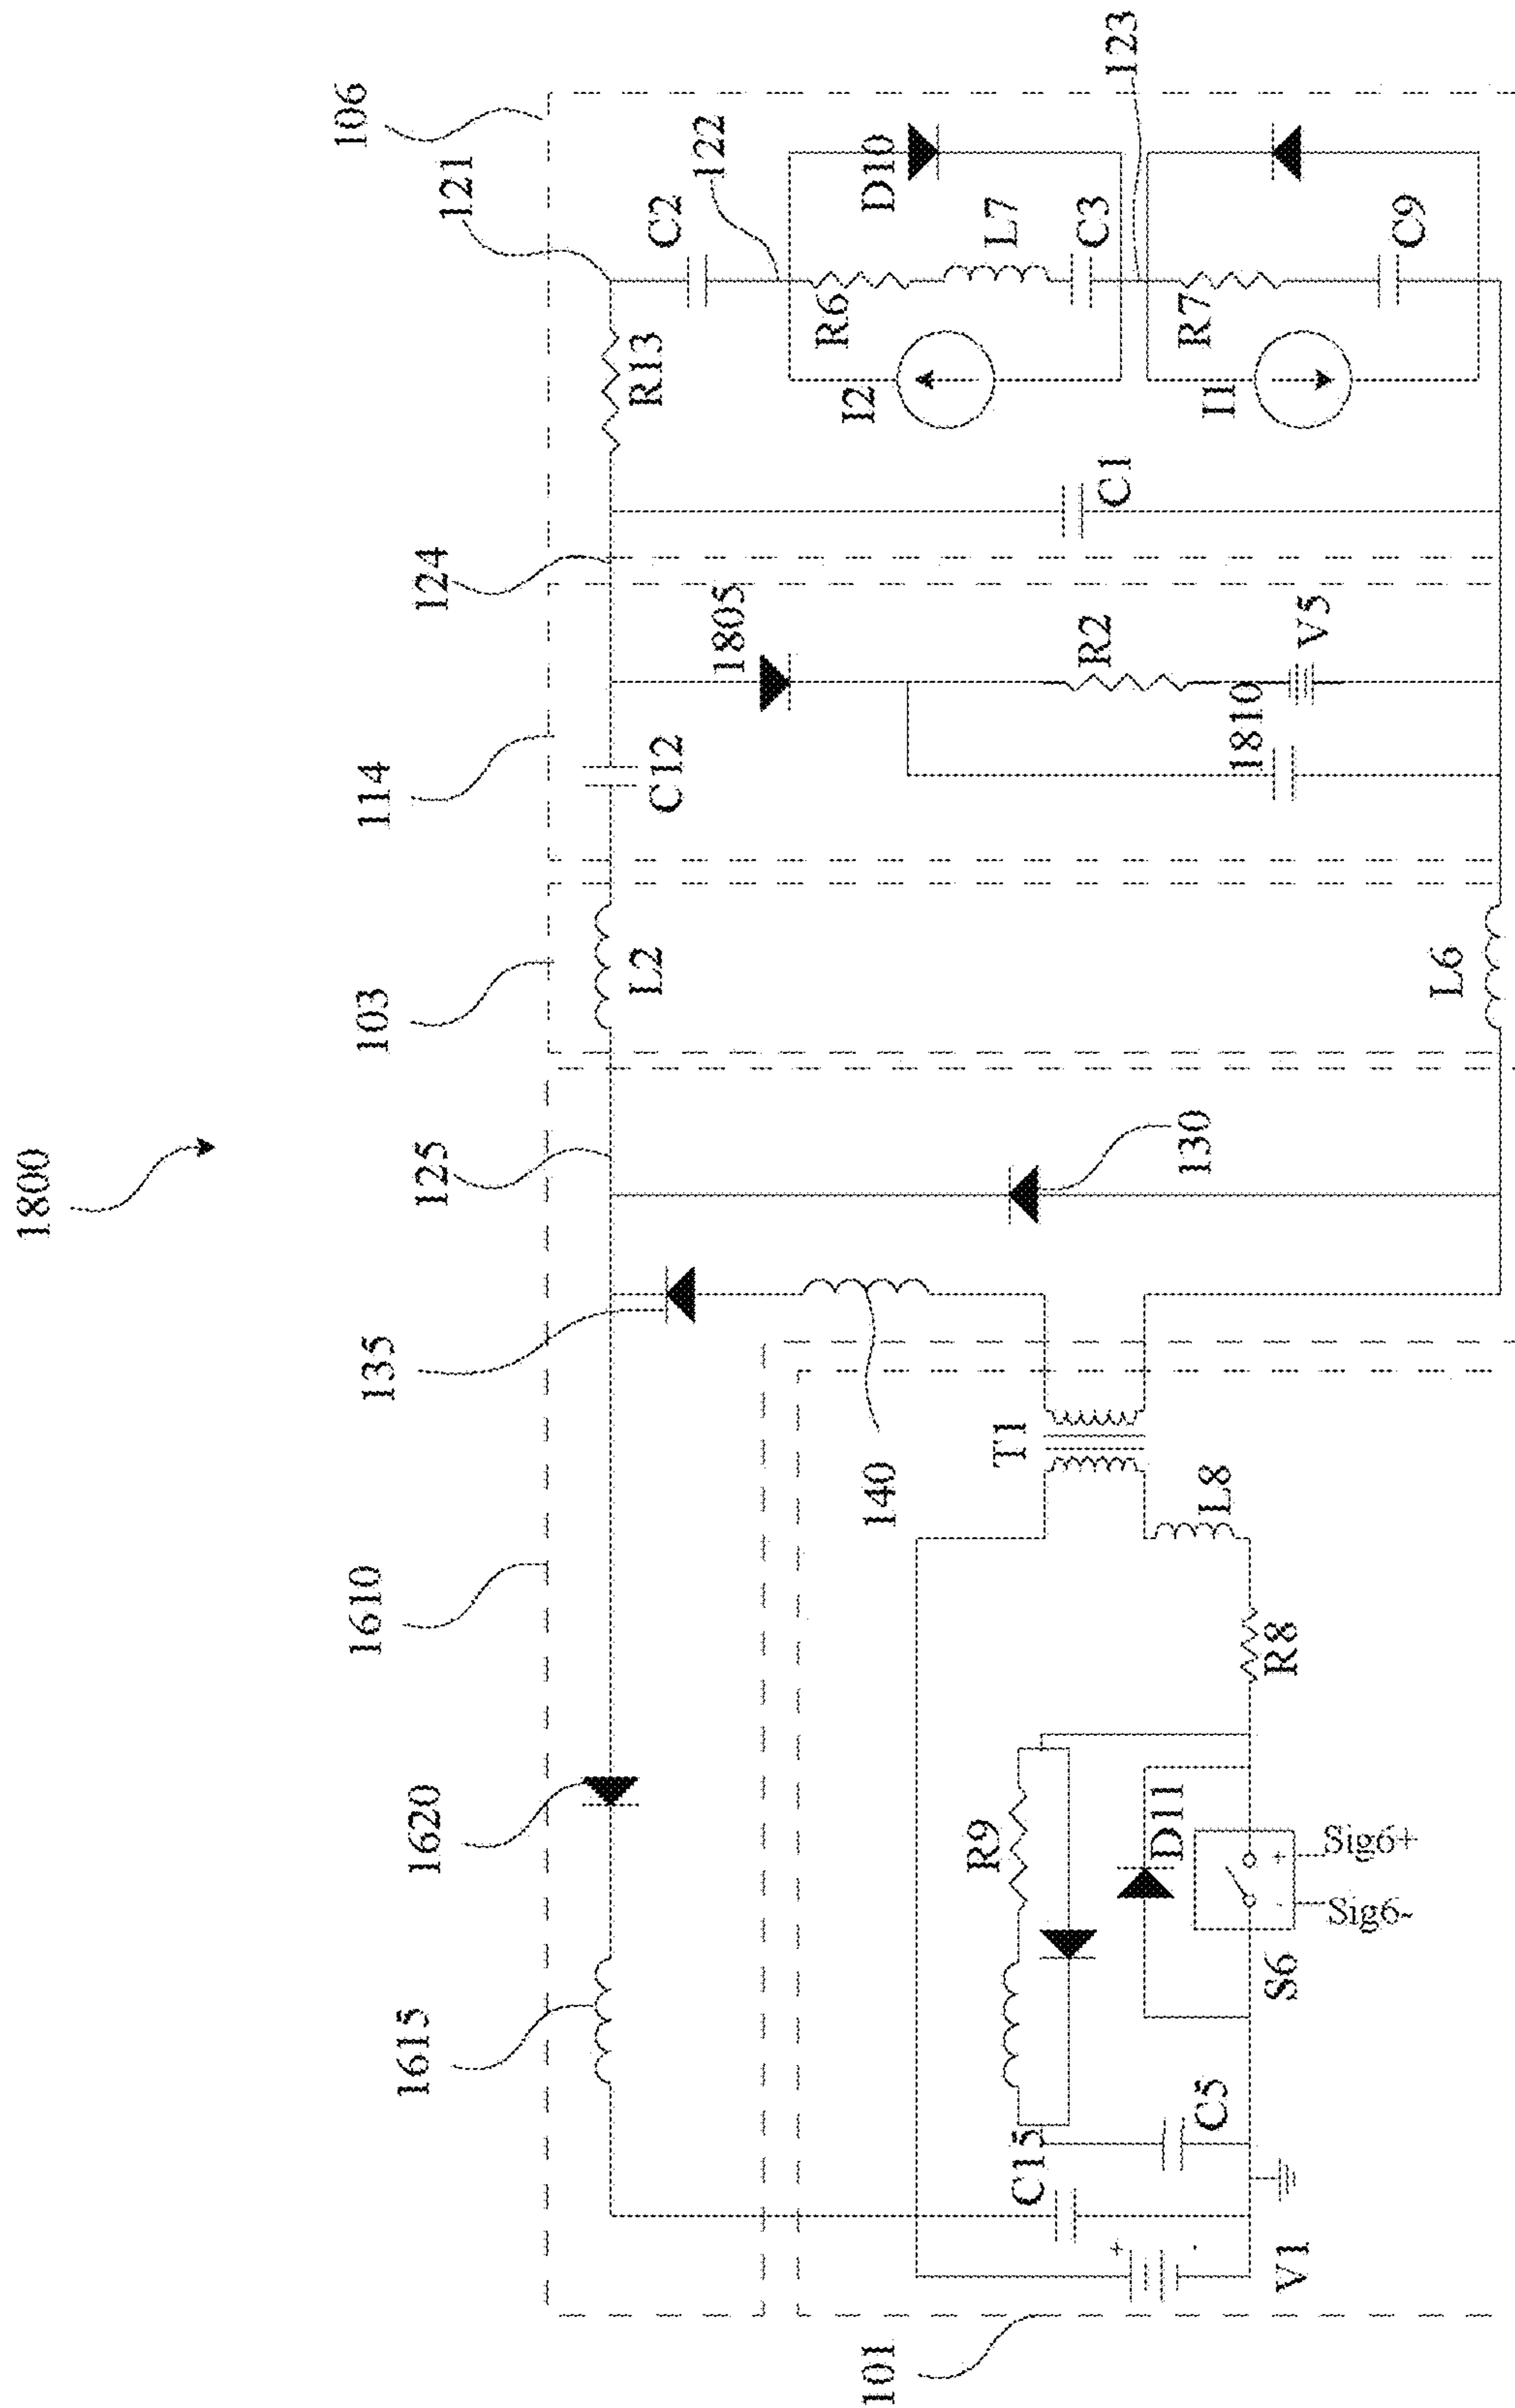 1800
106
121
123
122
124
114
103
125
135
1610
1620
1615
101
C2
D10
R13
R6
L7
C3
I2
R7
C9
I1
C1
1805
R2
V5
1810
C12
L2
L6
130
140
T1
L8
R8
R9
D11
Sig6+
Sig6-
S6
C15
C5
+
-
V1
+
-